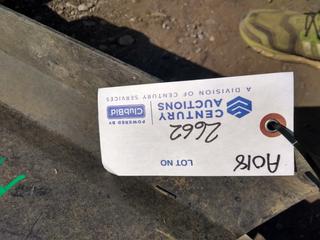 A018
LOT NO
2662
CENTURY
AUCTIONS
POWERED BY
ClubBid
A DIVISION OF CENTURY SERVICES